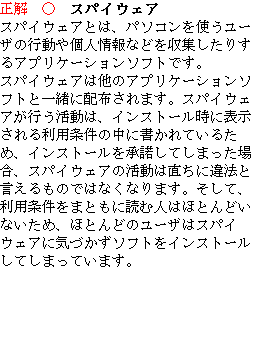 正解 ○ スパイウェア
スパイウェアとは、パソコンを使うユー
ザの行動や個人情報などを収集したりす
るアプリケーションソフトです。
スパイウェアは他のアプリケーションソ
フトと一緒に配布されます。スパイウェ
アが行う活動は、インストール時に表示
される利用条件の中に書かれているた
め、インストールを承諾してしまった場
合、スパイウェアの活動は直ちに違法と
言えるものではなくなります。そして、
利用条件をまともに読む人はほとんどい
ないため、ほとんどのユーザはスパイ
ウェアに気づかずソフトをインストール
してしまっています。